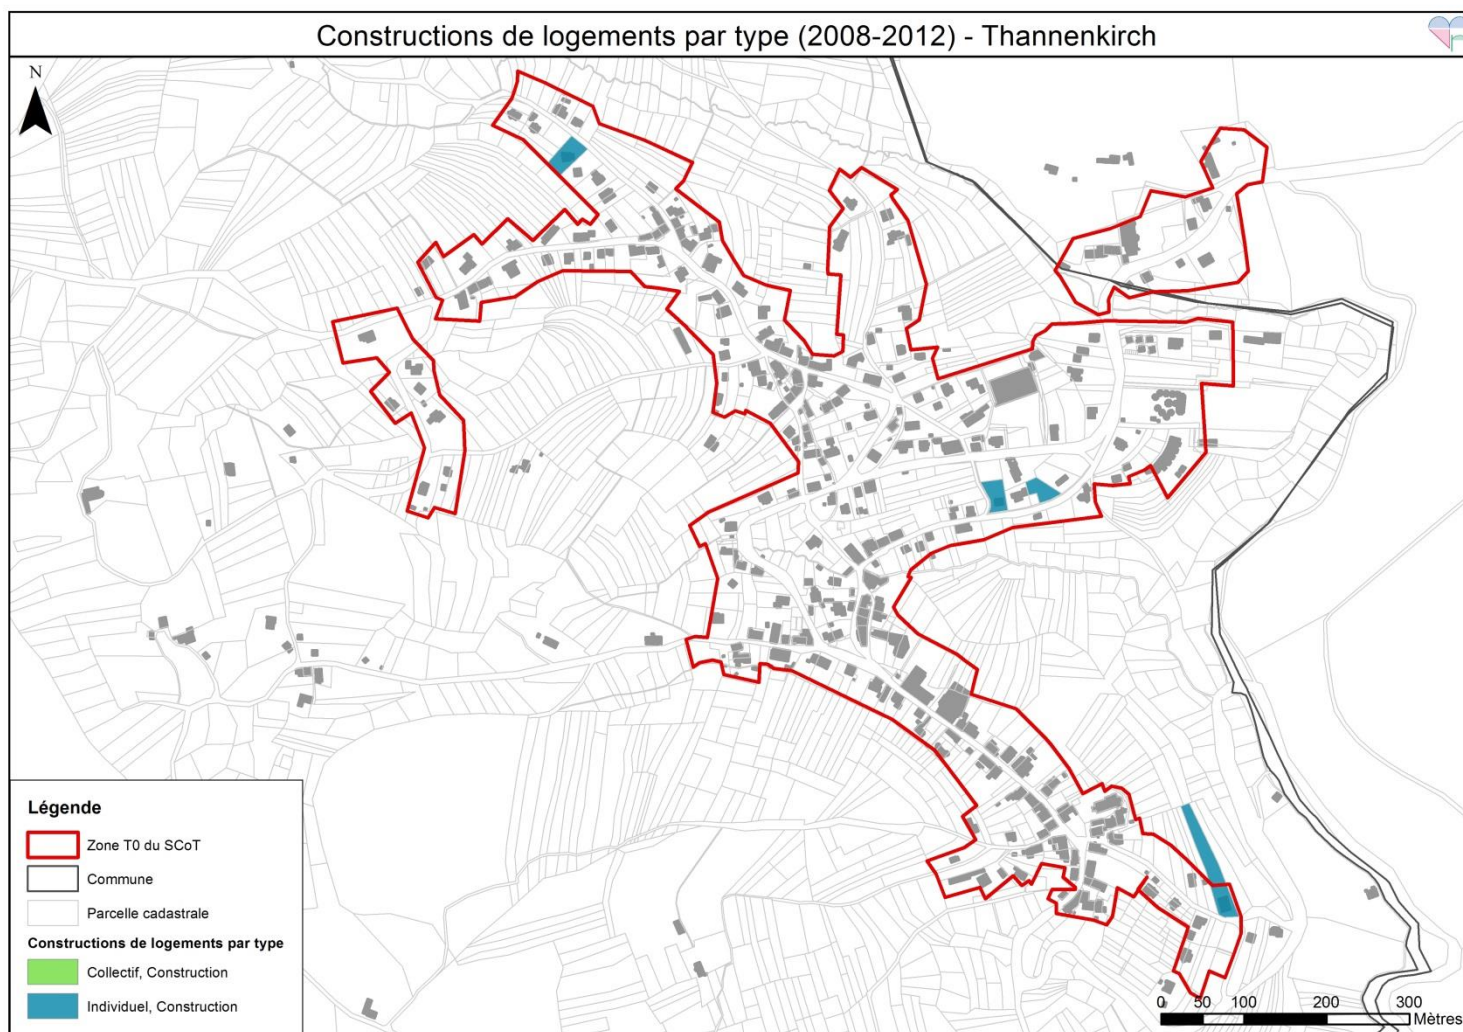 Constructions de logements par type (2008-2012) - Thannenkirch
N
Légende
Zone T0 du SCoT
Commune
Parcelle cadastrale
Constructions de logements par type
Collectif, Construction
Individuel, Construction
0 50 100 200 300
Mètres